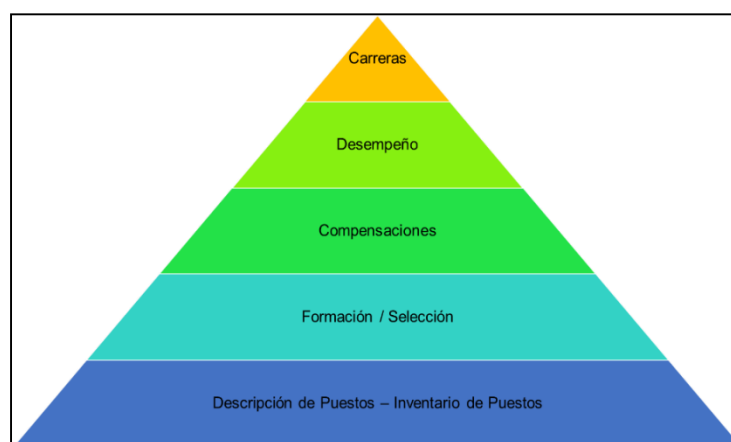 Carreras
Desempeño
Compensaciones
Formación / Selección
Descripción de Puestos – Inventario de Puestos